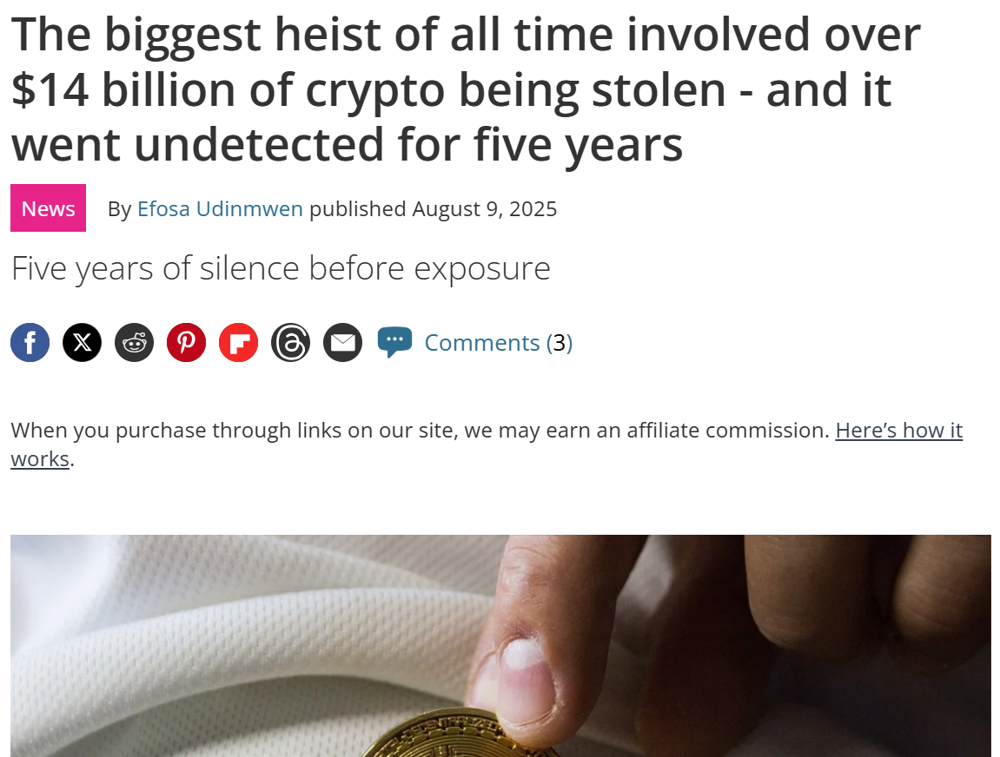 The biggest heist of all time involved over
$14 billion of crypto being stolen - and it
went undetected for five years
News By Efosa Udinmwen published August 9, 2025
Five years of silence before exposure
Comments (3)
When you purchase through links on our site, we may earn an affiliate commission. Here’s how it
works.